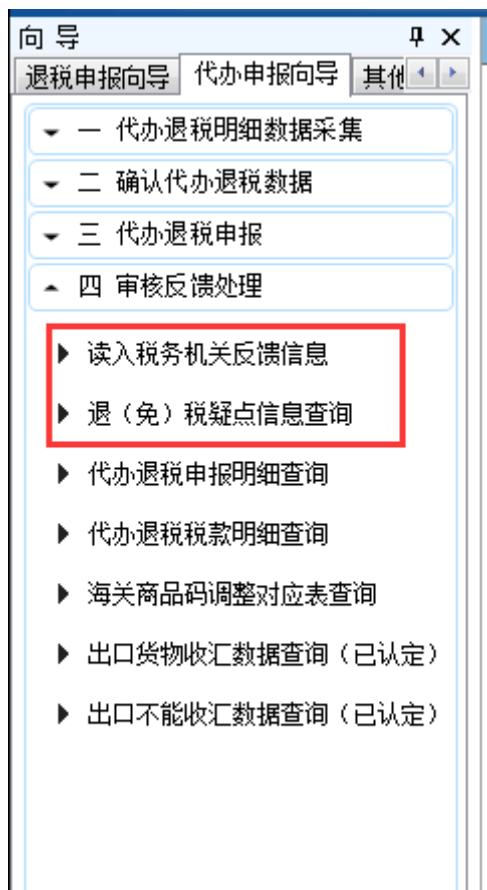 向 导
退税申报向导 代办申报向导 其他
一 代办退税明细数据采集
二 确认代办退税数据
三 代办退税申报
四 审核反馈处理
读入税务机关反馈信息
退（免）税疑点信息查询
代办退税申报明细查询
代办退税税款明细查询
海关商品码调整对应表查询
出口货物收汇数据查询（已认定）
出口不能收汇数据查询（已认定）